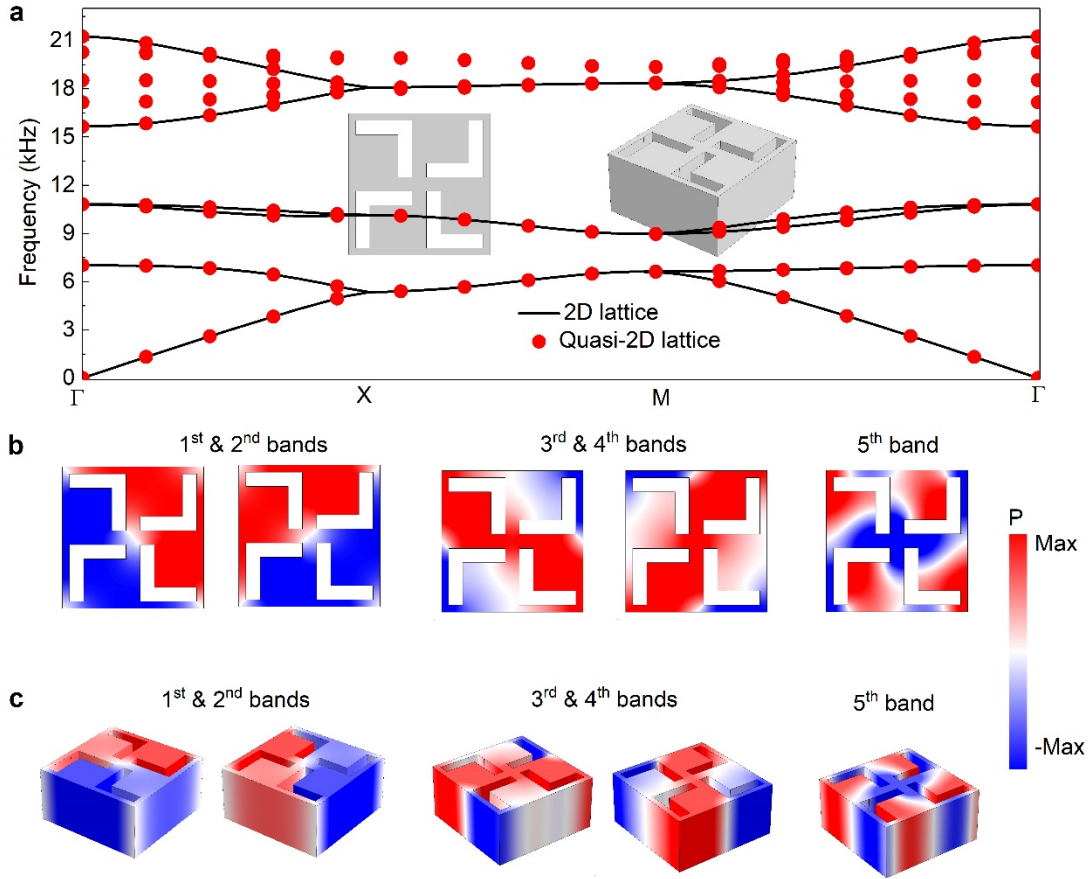 a
21
18
15
12
9
6
3
0
Frequency (kHz)
2D lattice
Quasi-2D lattice
Γ X M Γ
b
1st & 2nd bands 3rd & 4th bands 5th band
P
Max
-Max
c
1st & 2nd bands 3rd & 4th bands 5th band